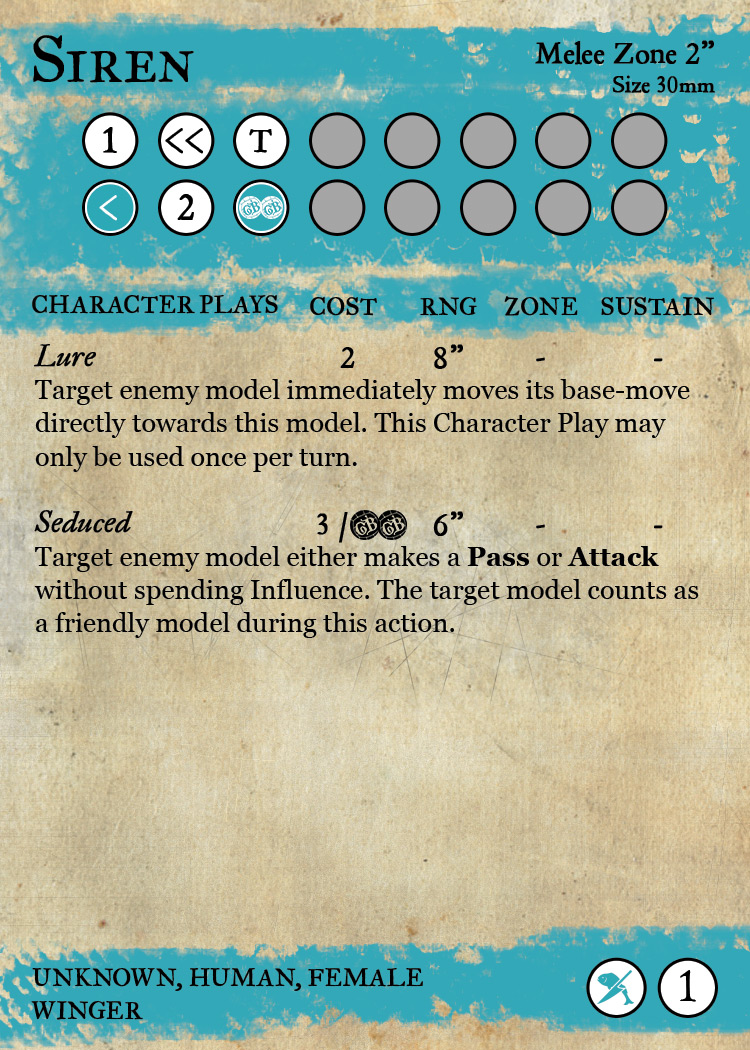 SIREN
Melee Zone 2”
Size 30mm
1 << T
< 2 GB GB
CHARACTER PLAYS COST RNG ZONE SUSTAIN
Lure 2 8” - -
Target enemy model immediately moves its base-move
directly towards this model. This Character Play may
only be used once per turn.
Seduced 3 /GB GB 6” - -
Target enemy model either makes a Pass or Attack
without spending Influence. The target model counts as
a friendly model during this action.
UNKNOWN, HUMAN, FEMALE
WINGER
1